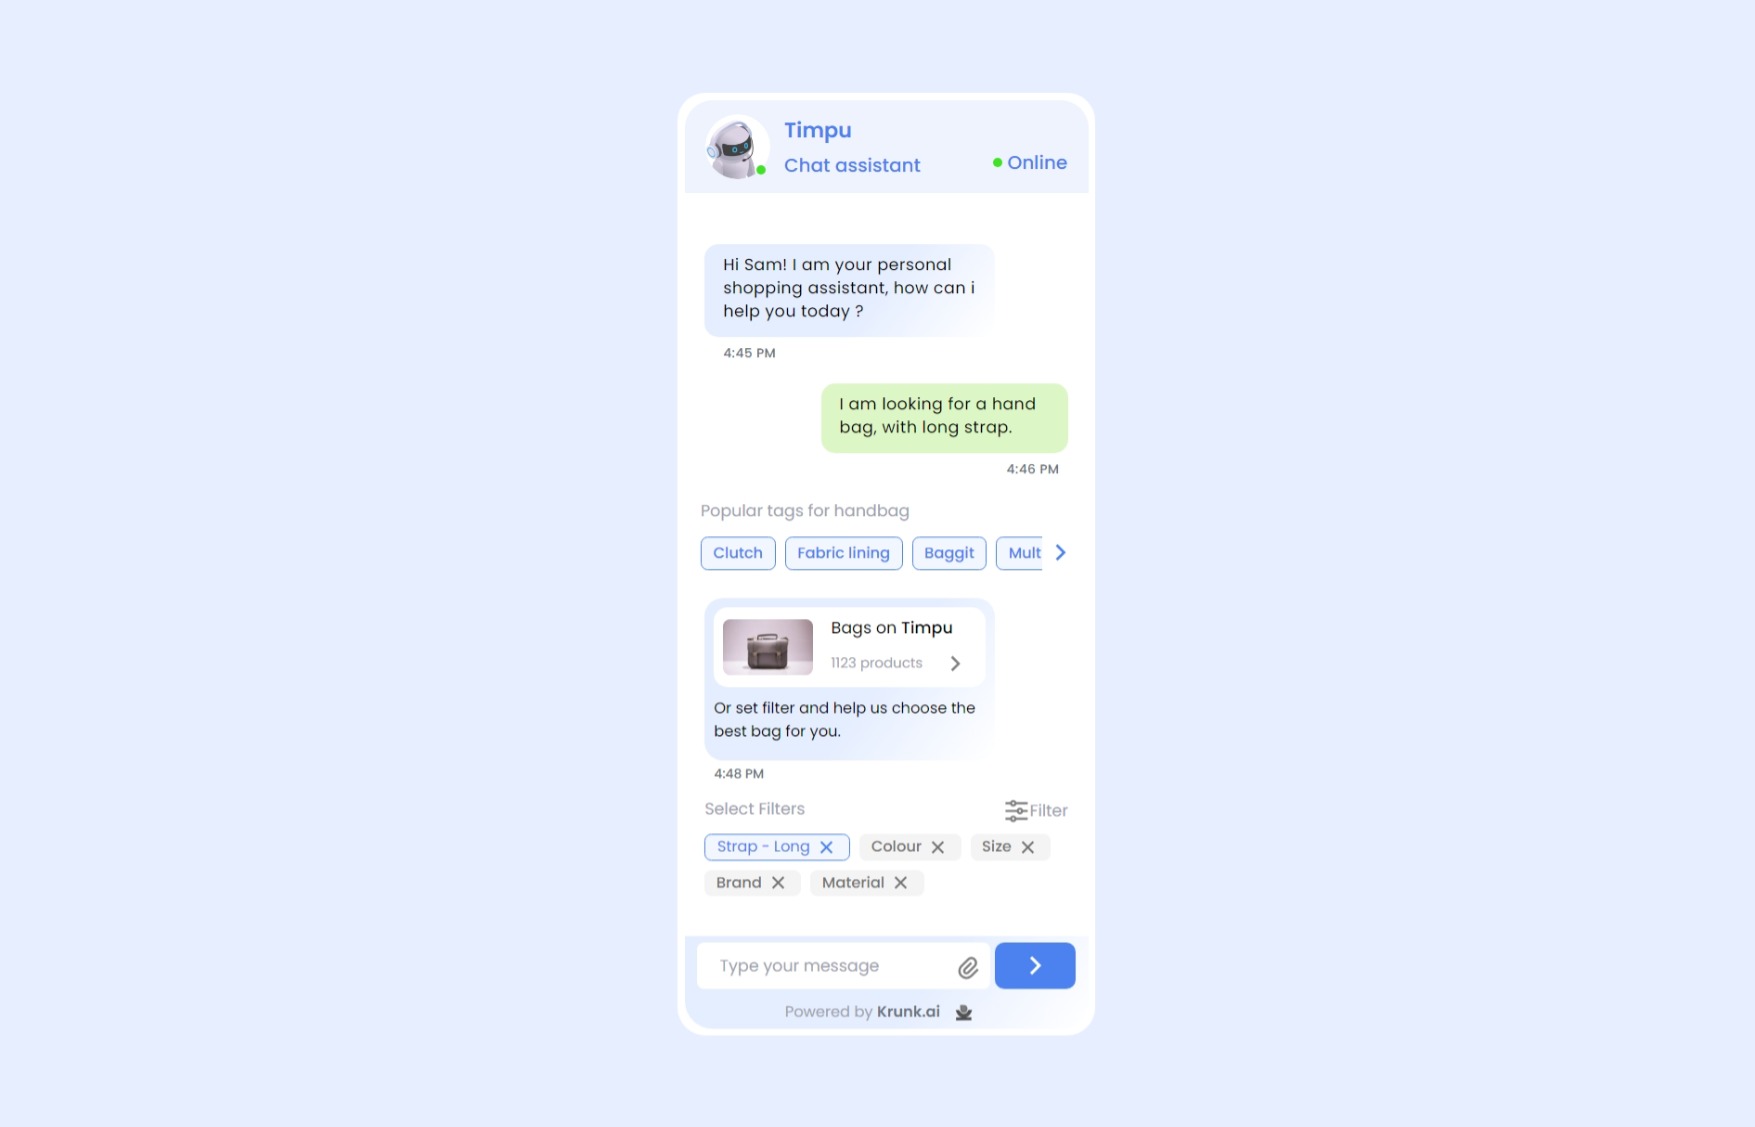 Timpu
Chat assistant
Online
Hi Sam! I am your personal
shopping assistant, how can i
help you today ?
4:45 PM
I am looking for a hand
bag, with long strap.
4:46 PM
Popular tags for handbag
Clutch
Fabric lining
Baggit
Mult
Bags on Timpu
1123 products
Or set filter and help us choose the
best bag for you.
4:48 PM
Select Filters
Filter
Strap - Long
Colour
Size
Brand
Material
Type your message
Powered by Krunk.ai